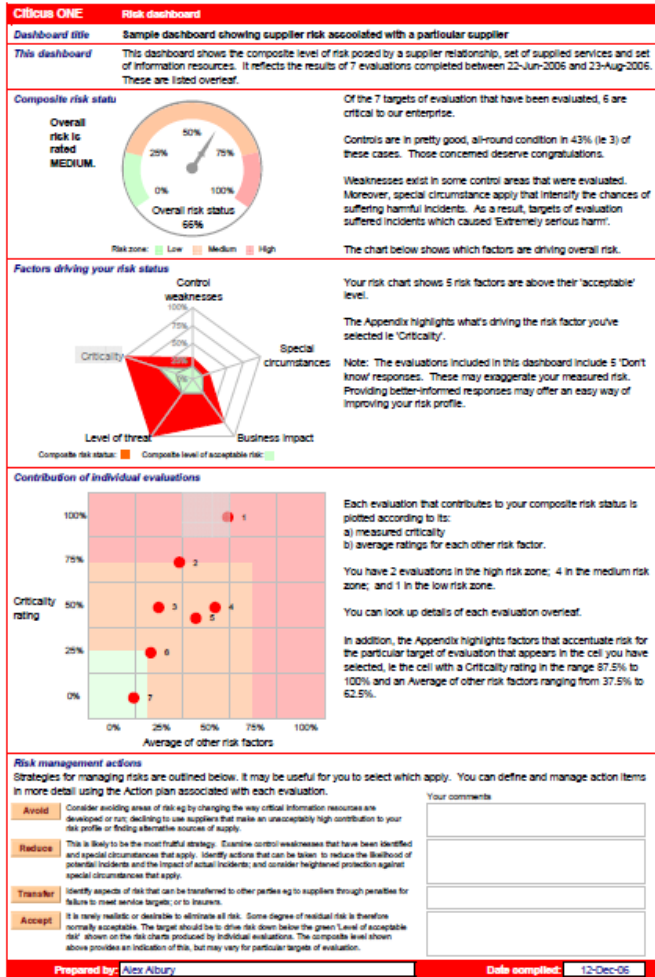 Citicus ONE Risk dashboard
Dashboard title Sample dashboard showing supplier risk associated with a particular supplier
This dashboard This dashboard shows the composite level of risk posed by a supplier relationship, set of supplied services and set
of information resources. It reflects the results of 7 evaluations completed between 22-Jun-2006 and 23-Aug-2006.
These are listed overleaf.
Composite risk statu
Overall
risk is
rated
MEDIUM.
50%
25% 75%
0% 100%
Overall risk status
66%
Risk zone: Low Medium High
Of the 7 targets of evaluation that have been evaluated, 6 are
critical to our enterprise.
Controls are in pretty good, all-round condition in 43% (ie 3) of
these cases. Those concerned deserve congratulations.
Weaknesses exist in some control areas that were evaluated.
Moreover, special circumstance apply that intensify the chances of
suffering harmful incidents. As a result, targets of evaluation
suffered incidents which caused 'Extremely serious harm'.
The chart below shows which factors are driving overall risk.
Factors driving your risk status
Control
weaknesses
100%
75%
50%
Criticality
Special
circumstances
Level of threat
Business impact
Composite risk status: Composite level of acceptable risk:
Your risk chart shows 5 risk factors are above their 'acceptable'
level.
The Appendix highlights what's driving the risk factor you've
selected ie 'Criticality'.
Note: The evaluations included in this dashboard include 5 'Don't
know' responses. These may exaggerate your measured risk.
Providing better-informed responses may offer an easy way of
improving your risk profile.
Contribution of individual evaluations
100%
75%
50%
25%
0%
Criticality
rating
1
2
3
4
5
6
7
0% 25% 50% 75% 100%
Average of other risk factors
Each evaluation that contributes to your composite risk status is
plotted according to its:
a) measured criticality
b) average ratings for each other risk factor.
You have 2 evaluations in the high risk zone; 4 in the medium risk
zone; and 1 in the low risk zone.
You can look up details of each evaluation overleaf.
In addition, the Appendix highlights factors that accentuate risk for
the particular target of evaluation that appears in the cell you have
selected, ie the cell with a Criticality rating in the range 87.5% to
100% and an Average of other risk factors ranging from 37.5% to
62.5%.
Risk management actions
Strategies for managing risks are outlined below. It may be useful for you to select which apply. You can define and manage action items
in more detail using the Action plan associated with each evaluation.
Your comments
Avoid
Consider avoiding areas of risk eg by changing the way critical information resources are
developed or run; declining to use suppliers that make an unacceptably high contribution to your
risk profile or finding alternative sources of supply.
Reduce
This is likely to be the most fruitful strategy. Examine control weaknesses that have been identified
and special circumstances that apply. Identify actions that can be taken to reduce the likelihood of
potential incidents and the impact of actual incidents; and consider heightened protection against
special circumstances that apply.
Transfer
Identify aspects of risk that can be transferred to other parties eg to suppliers through penalties for
failure to meet service targets; or to insurers.
Accept
It is rarely realistic or desirable to eliminate all risk. Some degree of residual risk is therefore
normally acceptable. The target should be to drive risk down below the green 'Level of acceptable
risk' shown on the risk charts produced by individual evaluations. The composite level shown
above provides an indication of this, but may vary for particular targets of evaluation.
Prepared by: Alex Albury Date compiled: 12-Dec-06